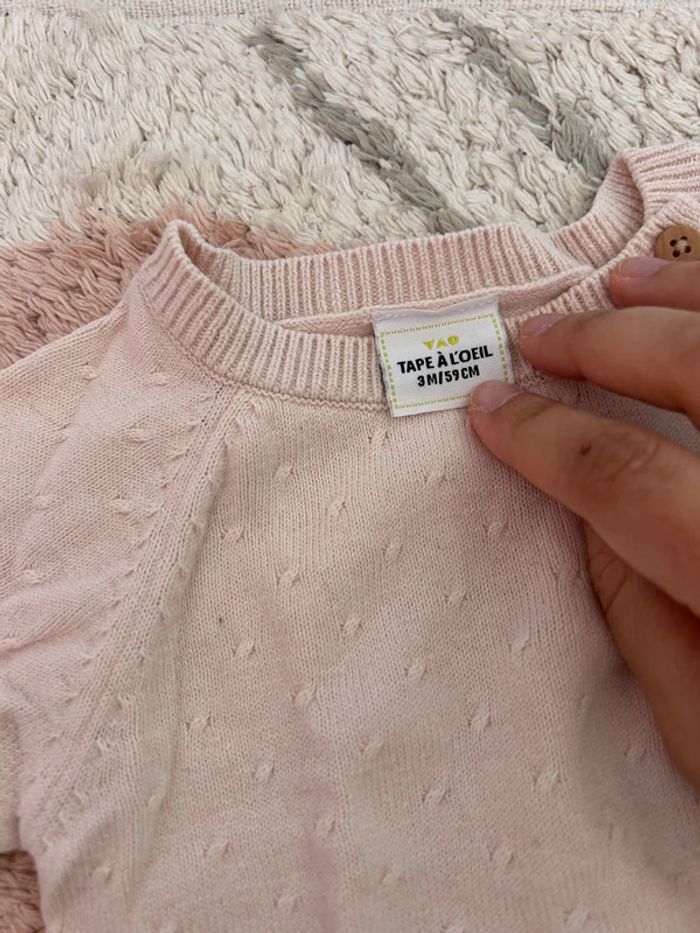 TAO
TAPE À L'OEIL
3M/59CM